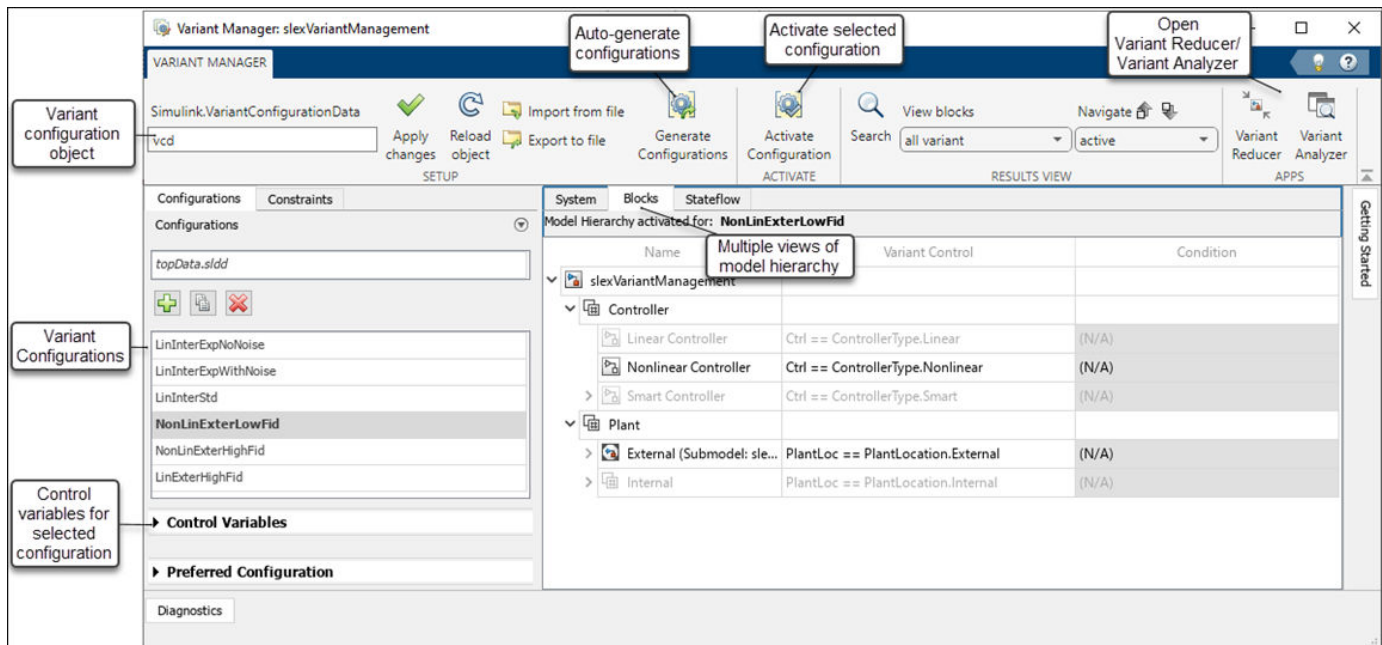 Variant Manager: slexVariantManagement
Auto-generate
configurations
Activate selected
configuration
Open
Variant Reducer/
Variant Analyzer
VARIANT MANAGER
Variant
configuration
object
Simulink.VariantConfigurationData
vcd
Apply
changes
Reload
object
Import from file
Export to file
SETUP
Generate
Configurations
Activate
Configuration
ACTIVATE
Search
View blocks
all variant
Navigate
active
RESULTS VIEW
Variant
Reducer
Variant
Analyzer
APPS
Configurations Constraints
Configurations
topData.sldd
Variant
Configurations
LinInterExpNoNoise
LinInterExpWithNoise
LinInterStd
NonLinExterLowFid
NonLinExterHighFid
LinExterHighFid
Control
variables for
selected
configuration
Control Variables
Preferred Configuration
System Blocks Stateflow
Model Hierarchy activated for: NonLinExterLowFid
Multiple views of
model hierarchy
Name Variant Control Condition
slexVariantManagement
Controller
Linear Controller Ctrl == ControllerType.Linear (N/A)
Nonlinear Controller Ctrl == ControllerType.Nonlinear (N/A)
Smart Controller Ctrl == ControllerType.Smart (N/A)
Plant
External (Submodel: sle... PlantLoc == PlantLocation.External (N/A)
Internal PlantLoc == PlantLocation.Internal (N/A)
Getting Started
Diagnostics